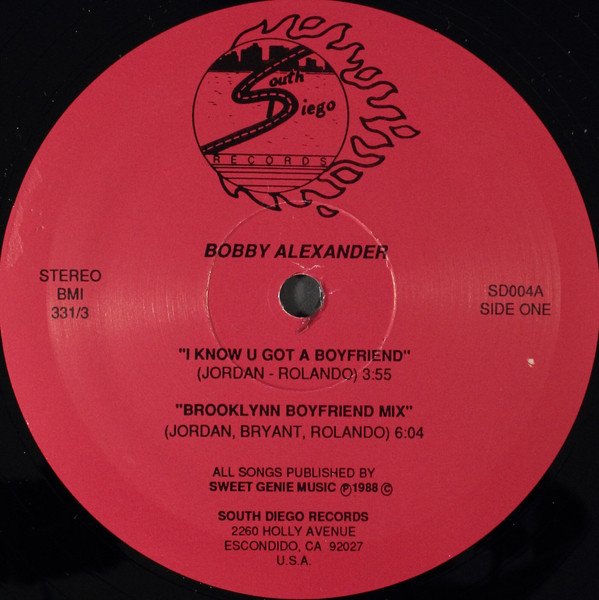 South
Diego
RECORDS
BOBBY ALEXANDER
STEREO
BMI
331/3
SD004A
SIDE ONE
"I KNOW U GOT A BOYFRIEND"
(JORDAN - ROLANDO) 3:55
"BROOKLYNN BOYFRIEND MIX"
(JORDAN, BRYANT, ROLANDO) 6:04
ALL SONGS PUBLISHED BY
SWEET GENIE MUSIC ℗1988 ©
SOUTH DIEGO RECORDS
2260 HOLLY AVENUE
ESCONDIDO, CA 92027
U.S.A.